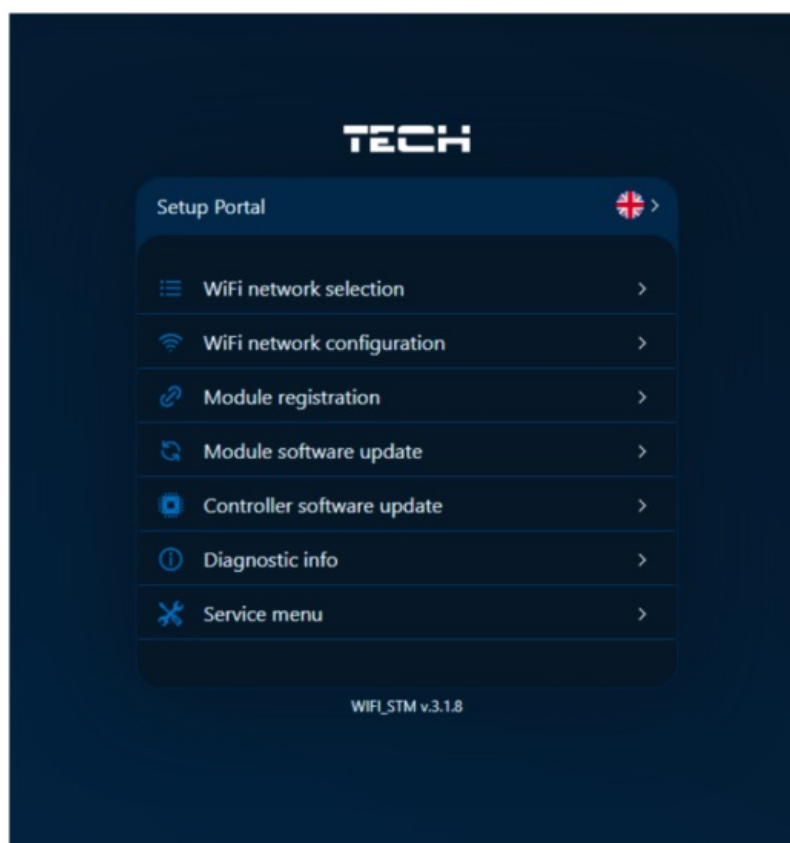 TECH
Setup Portal
WiFi network selection
WiFi network configuration
Module registration
Module software update
Controller software update
Diagnostic info
Service menu
WIFI_STM v.3.1.8